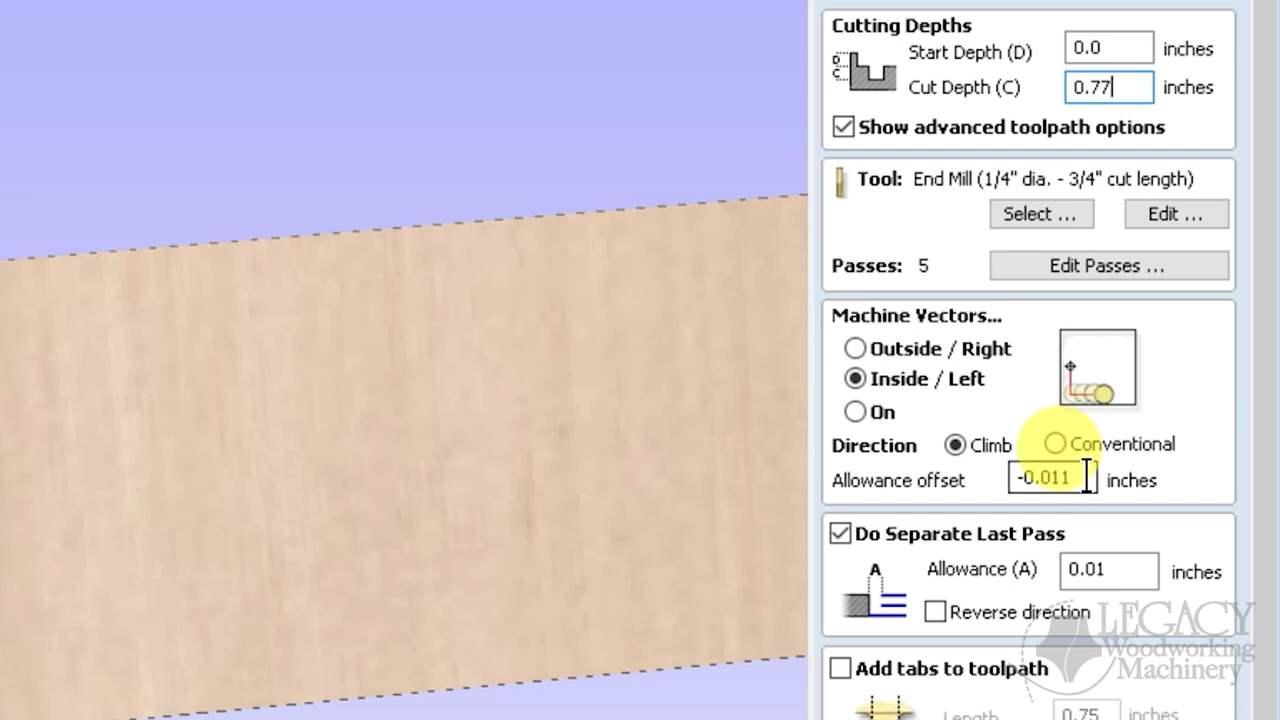 Cutting Depths
Start Depth (D) 0.0 inches
D
C
Cut Depth (C) 0.77 inches
Show advanced toolpath options
Tool: End Mill (1/4" dia. - 3/4" cut length)
Select ... Edit ...
Passes: 5 Edit Passes ...
Machine Vectors...
Outside / Right
Inside / Left
On
Direction Climb Conventional
Allowance offset -0.011 inches
Do Separate Last Pass
A
Allowance (A) 0.01 inches
Reverse direction
LEGACY
Woodworking
Machinery
Add tabs to toolpath
Length 0.75 inches